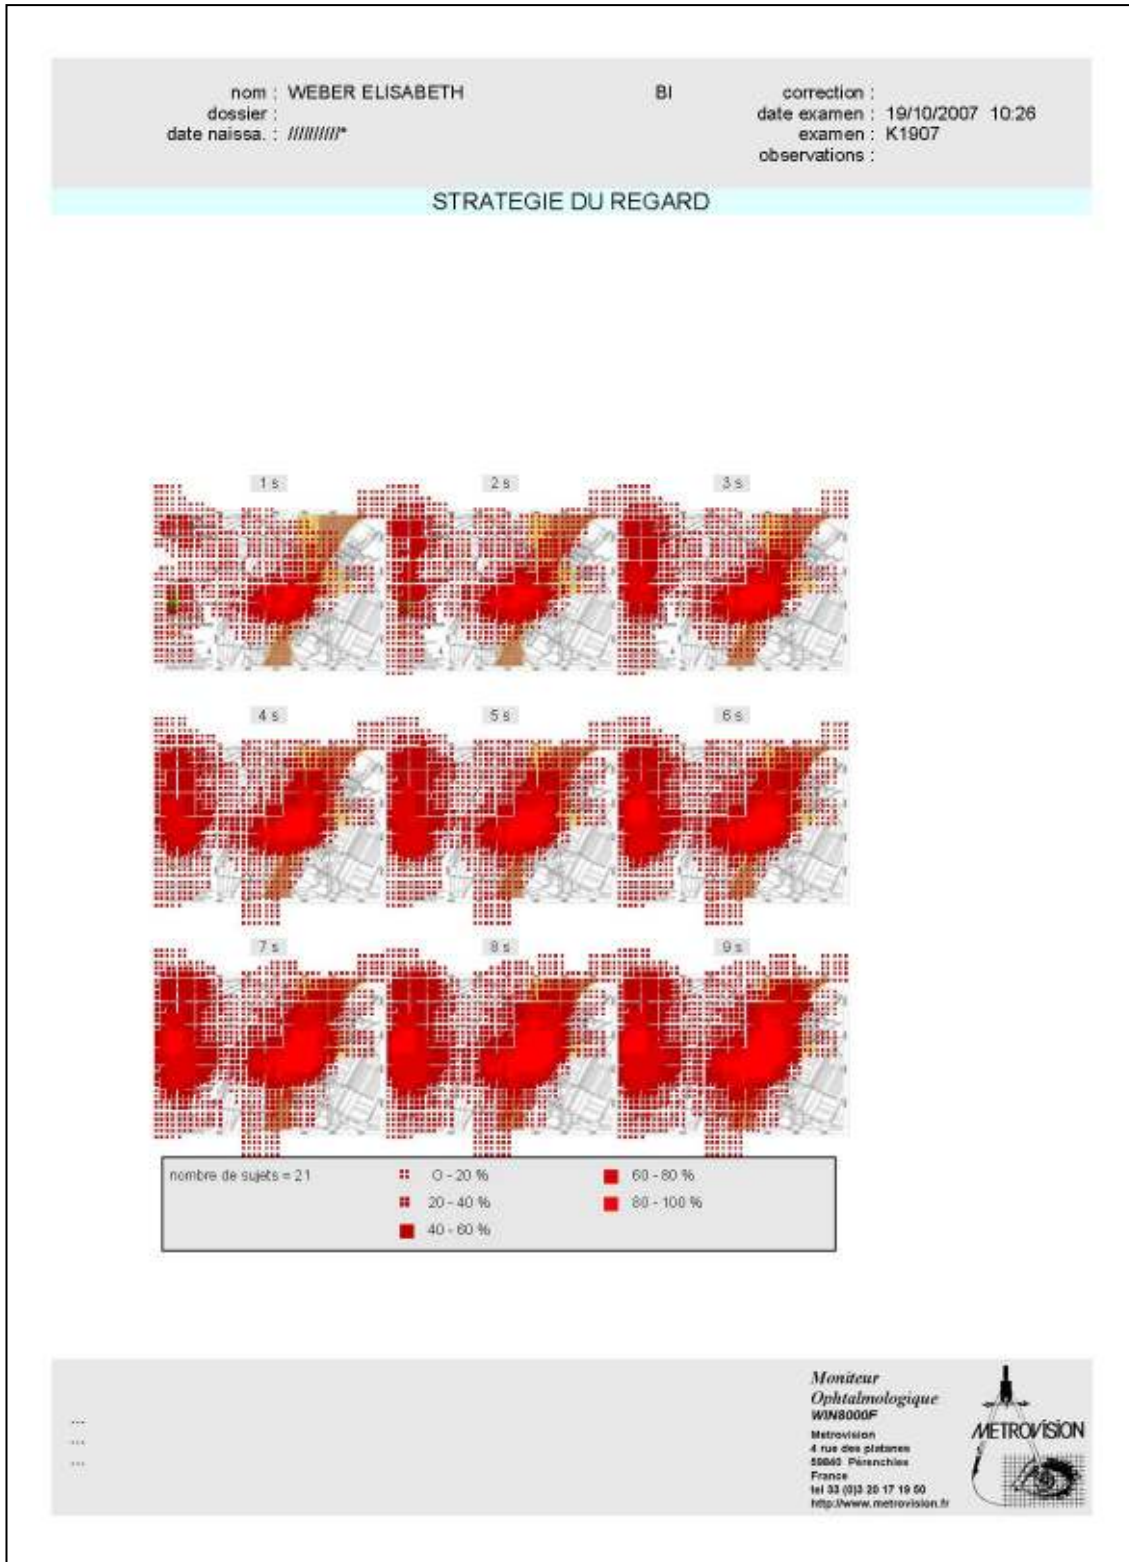 nom : WEBER ELISABETH
dossier :
date naissa. : //////////*
BI
correction :
date examen : 19/10/2007 10:26
examen : K1907
observations :
STRATEGIE DU REGARD
1 s 2 s 3 s
4 s 5 s 6 s
7 s 8 s 9 s
nombre de sujets = 21
0 - 20 %
20 - 40 %
40 - 60 %
60 - 80 %
80 - 100 %
...
...
...
Moniteur
Ophtalmologique
WIN8000F
Metrovision
4 rue des platanes
59840 Pérenchies
France
tel 33 (0)3 20 17 19 50
http://www.metrovision.fr
METROVISION